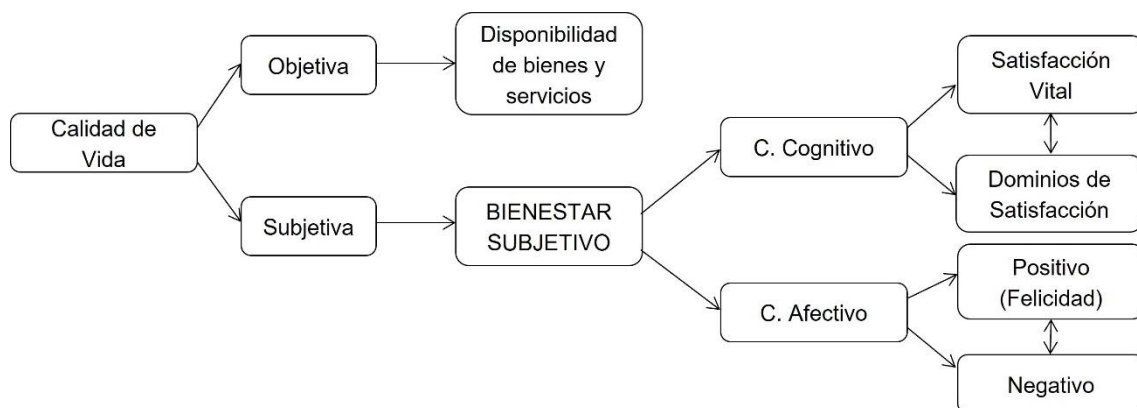 Calidad de
Vida
Objetiva
Disponibilidad
de bienes y
servicios
Subjetiva
BIENESTAR
SUBJETIVO
C. Cognitivo
Satisfacción
Vital
Dominios de
Satisfacción
C. Afectivo
Positivo
(Felicidad)
Negativo